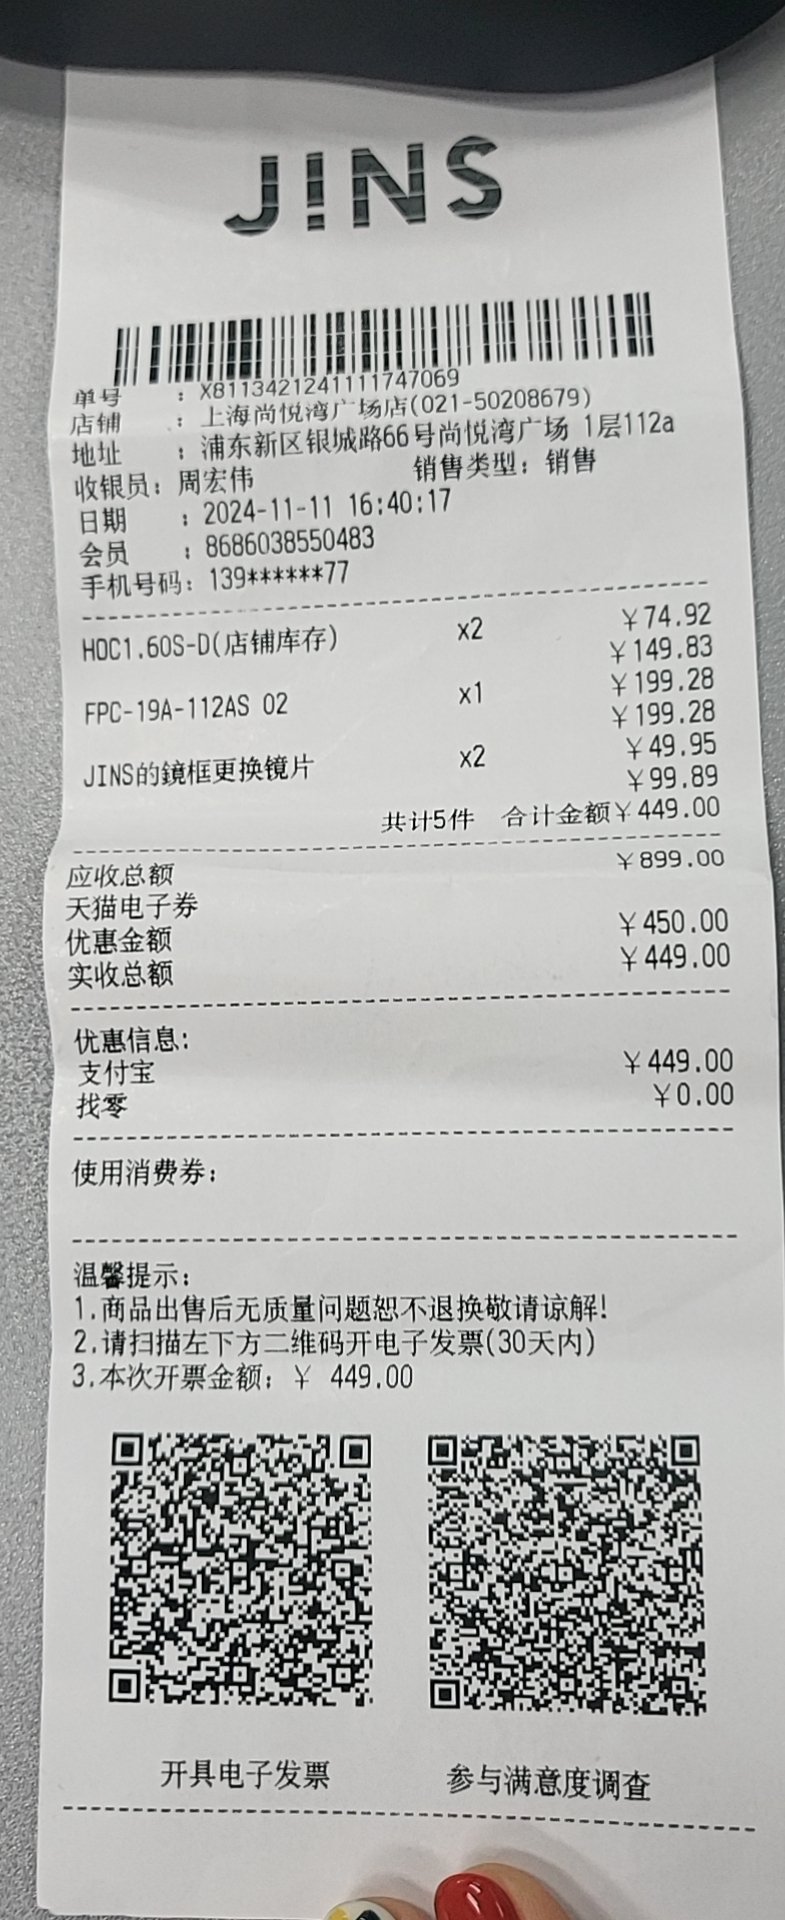 JINS
单号 : X8113421241111747069
店铺 : 上海尚悦湾广场店(021-50208679)
地址 : 浦东新区银城路66号尚悦湾广场 1层112a
收银员: 周宏伟 销售类型: 销售
日期 : 2024-11-11 16:40:17
会员 : 8686038550483
手机号码: 139******77
HDC1.60S-D(店铺库存) x2 ￥74.92
￥149.83
FPC-19A-112AS 02 x1 ￥199.28
￥199.28
JINS的鏡框更换镜片 x2 ￥49.95
￥99.89
共计5件 合计金额￥449.00
应收总额 ￥899.00
天猫电子券
优惠金额 ￥450.00
实收总额 ￥449.00
优惠信息:
支付宝 ￥449.00
找零 ￥0.00
使用消费券:
温馨提示:
1.商品出售后无质量问题恕不退换敬请谅解!
2.请扫描左下方二维码开电子发票(30天内)
3.本次开票金额: ￥ 449.00
开具电子发票 参与满意度调查